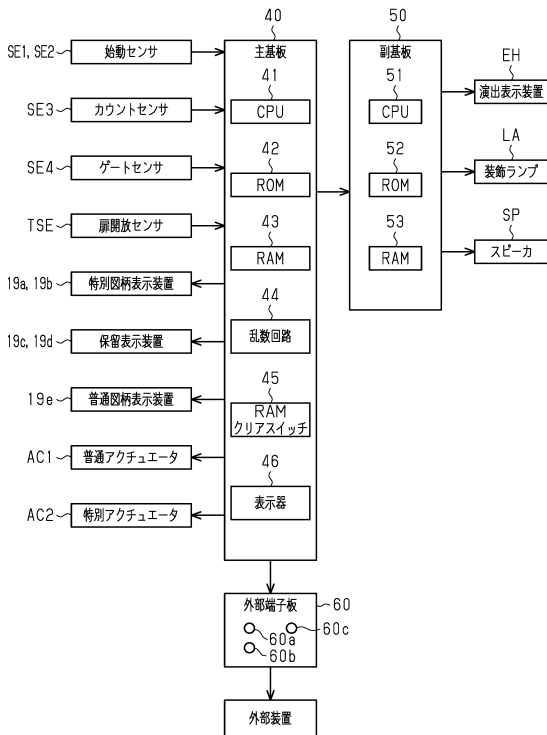 40
50
SE1, SE2
始動センサ
主基板
副基板
EH
41
51
演出表示装置
SE3
カウントセンサ
CPU
CPU
LA
42
52
装飾ランプ
SE4
ゲートセンサ
ROM
ROM
SP
43
53
スピーカ
TSE
扉開放センサ
RAM
RAM
19a, 19b
特別図柄表示装置
44
乱数回路
19c, 19d
保留表示装置
45
19e
普通図柄表示装置
RAM
クリアスイッチ
AC1
普通アクチュエータ
46
表示器
AC2
特別アクチュエータ
外部端子板
60
60a
60c
60b
外部装置